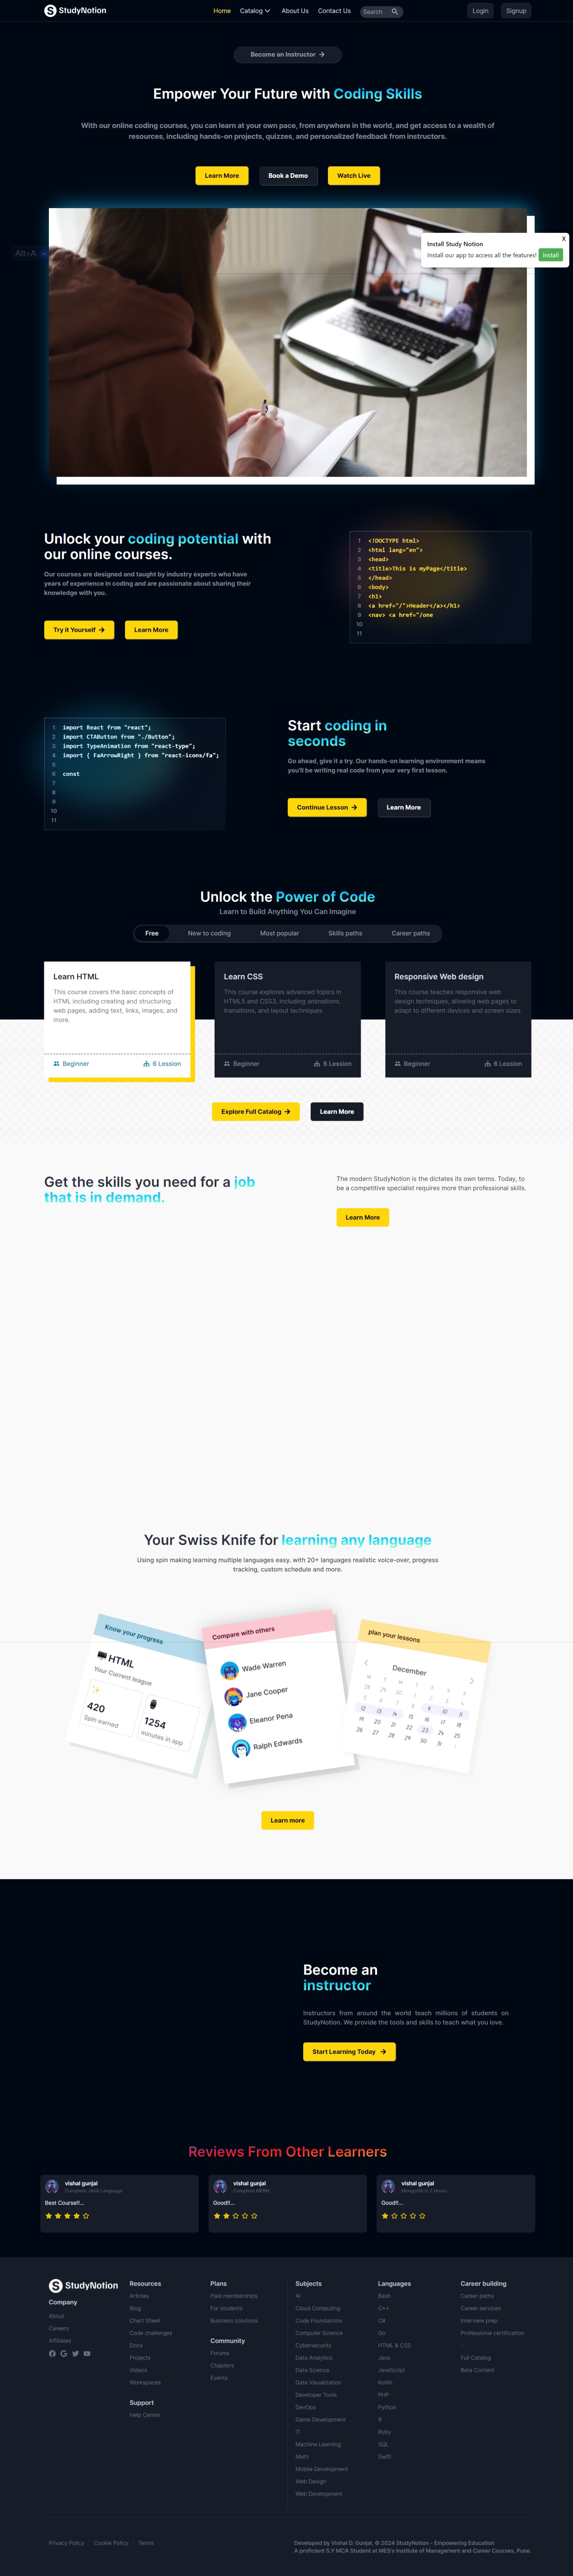 StudyNotion
Home Catalog About Us Contact Us Search
Login Signup
Become an Instructor
Empower Your Future with Coding Skills
With our online coding courses, you can learn at your own pace, from anywhere in the world, and get access to a wealth of
resources, including hands-on projects, quizzes, and personalized feedback from instructors.
Learn More Book a Demo Watch Live
Alt+A
X
Install Study Notion
Install our app to access all the features! Install
Unlock your coding potential with
our online courses.
Our courses are designed and taught by industry experts who have
years of experience in coding and are passionate about sharing their
knowledge with you.
Try it Yourself Learn More
1 <!DOCTYPE html>
2 <html lang="en">
3 <head>
4 <title>This is myPage</title>
5 </head>
6 <body>
7 <h1>
8 <a href="/">Header</a></h1>
9 <nav> <a href="/one
10
11
1 import React from "react";
2 import CTAButton from "./Button";
3 import TypeAnimation from "react-type";
4 import { FaArrowRight } from "react-icons/fa";
5
6 const
7
8
9
10
11
Start coding in
seconds
Go ahead, give it a try. Our hands-on learning environment means
you'll be writing real code from your very first lesson.
Continue Lesson Learn More
Unlock the Power of Code
Learn to Build Anything You Can Imagine
Free New to coding Most popular Skills paths Career paths
Learn HTML
This course covers the basic concepts of
HTML including creating and structuring
web pages, adding text, links, images, and
more.
Beginner 6 Lession
Learn CSS
This course explores advanced topics in
HTML5 and CSS3, including animations,
transitions, and layout techniques
Beginner 6 Lession
Responsive Web design
This course teaches responsive web
design techniques, allowing web pages to
adapt to different devices and screen sizes
Beginner 6 Lession
Explore Full Catalog Learn More
Get the skills you need for a job
that is in demand.
The modern StudyNotion is the dictates its own terms. Today, to
be a competitive specialist requires more than professional skills.
Learn More
Your Swiss Knife for learning any language
Using spin making learning multiple languages easy. with 20+ languages realistic voice-over, progress
tracking, custom schedule and more.
Know your progress
HTML
Your Current league
420
Spin earned
1254
minutes in app
Compare with others
Wade Warren
Jane Cooper
Eleanor Pena
Ralph Edwards
plan your lessons
December
M T W T F S S
28 29 30 1 2 3 4
5 6 7 8 9 10 11
12 13 14 15 16 17 18
19 20 21 22 23 24 25
26 27 28 29 30 31 1
Learn more
Become an
instructor
Instructors from around the world teach millions of students on
StudyNotion. We provide the tools and skills to teach what you love.
Start Learning Today
Reviews From Other Learners
vishal gunjal
Complete JAVA Language
Best Course!!...
vishal gunjal
Complete MERN
Good!!...
vishal gunjal
MongoDB in 2 Hours
Good!!...
StudyNotion
Company
About
Careers
Affiliates
Resources
Articles
Blog
Chart Sheet
Code challenges
Docs
Projects
Videos
Workspaces
Support
Help Center
Plans
Paid memberships
For students
Business solutions
Community
Forums
Chapters
Events
Subjects
AI
Cloud Computing
Code Foundations
Computer Science
Cybersecurity
Data Analytics
Data Science
Data Visualization
Developer Tools
DevOps
Game Development
IT
Machine Learning
Math
Mobile Development
Web Design
Web Development
Languages
Bash
C++
C#
Go
HTML & CSS
Java
JavaScript
Kotlin
PHP
Python
R
Ruby
SQL
Swift
Career building
Career paths
Career services
Interview prep
Professional certification
-
Full Catalog
Beta Content
Privacy Policy Cookie Policy Terms
Developed by Vishal D. Gunjal, © 2024 StudyNotion - Empowering Education
A proficient S.Y MCA Student at MES's Institute of Management and Career Courses, Pune.